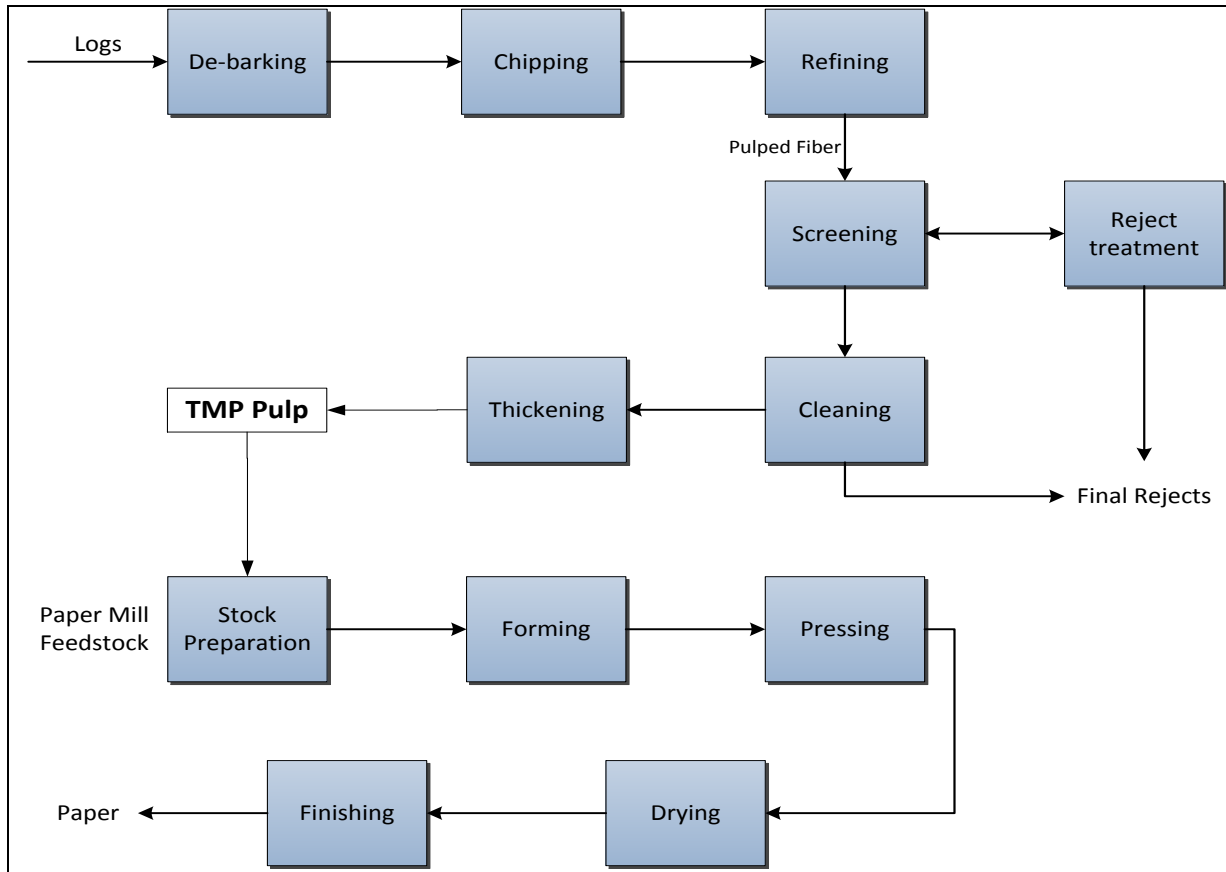 Logs
De-barking
Chipping
Refining
Pulped Fiber
Screening
Reject
treatment
TMP Pulp
Thickening
Cleaning
Final Rejects
Paper Mill
Feedstock
Stock
Preparation
Forming
Pressing
Paper
Finishing
Drying